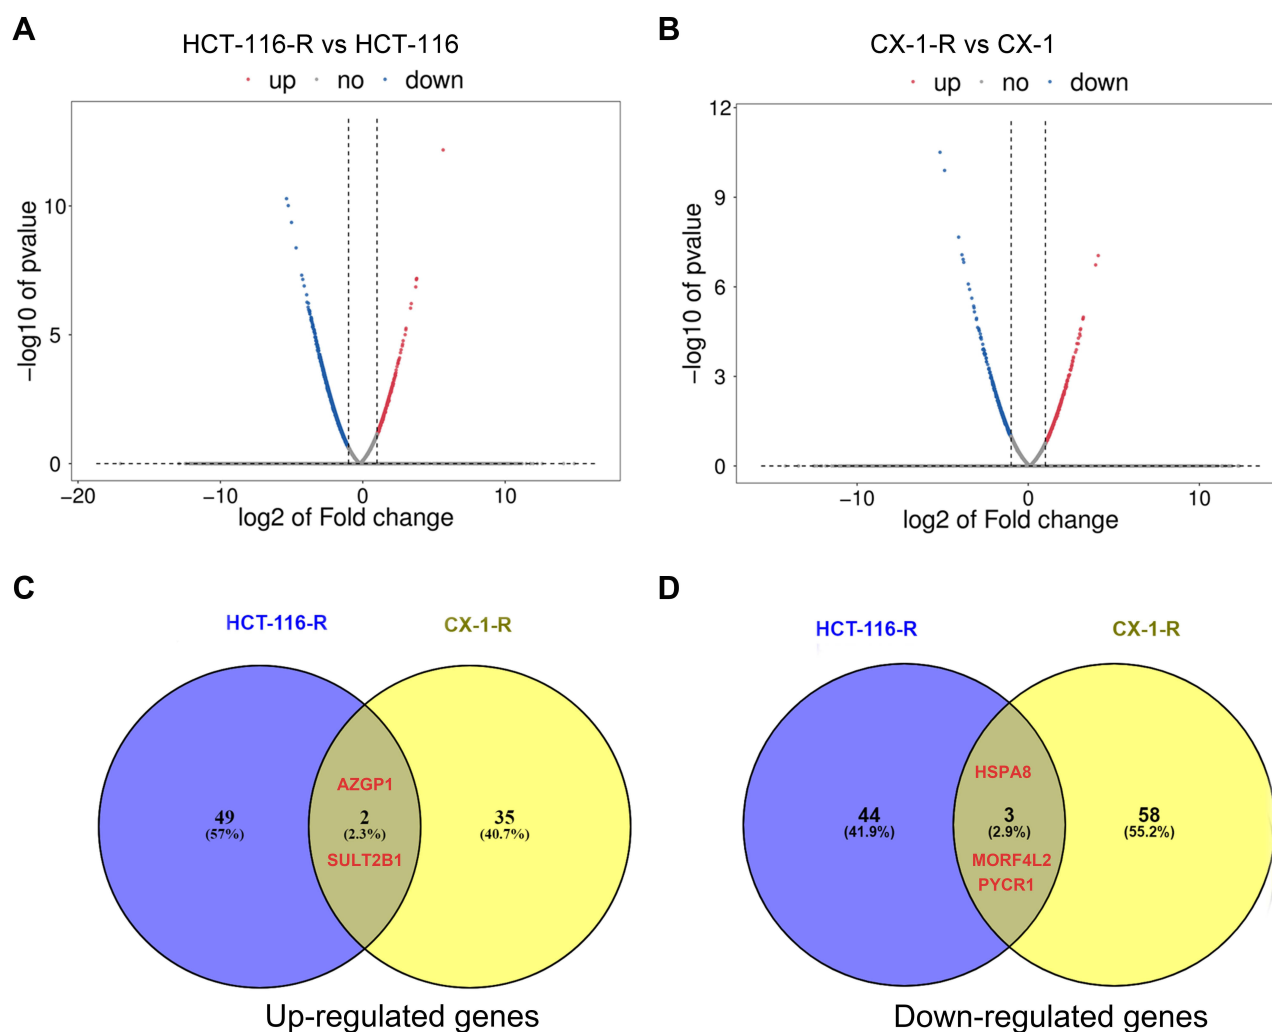 A
HCT-116-R vs HCT-116
up no down
−log10 of pvalue
10
5
0
−20 −10 0 10
log2 of Fold change
B
CX-1-R vs CX-1
up no down
−log10 of pvalue
12
9
6
3
0
−10 0 10
log2 of Fold change
C
HCT-116-R CX-1-R
AZGP1
49 2 35
(57%) (2.3%) (40.7%)
SULT2B1
Up-regulated genes
D
HCT-116-R CX-1-R
HSPA8
44 3 58
(41.9%) (2.9%) (55.2%)
MORF4L2
PYCR1
Down-regulated genes